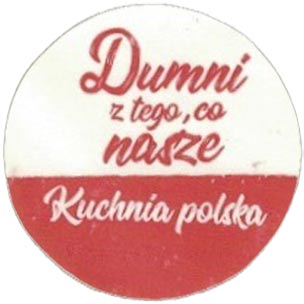 Dumni
z tego, co
nasze
Kuchnia polska